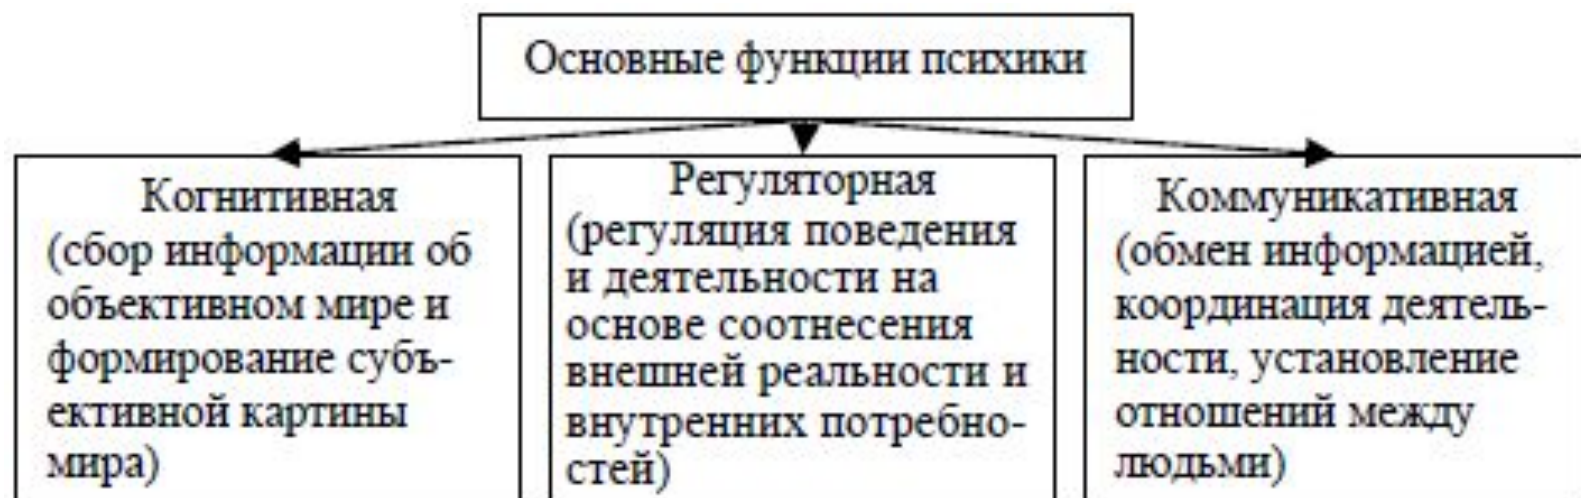 Основные функции психики
Когнитивная
(сбор информации об
объективном мире и
формирование субъ-
ективной картины
мира)
Регуляторная
(регуляция поведения
и деятельности на
основе соотнесения
внешней реальности и
внутренних потребно-
стей)
Коммуникативная
(обмен информацией,
координация деятель-
ности, установление
отношений между
людьми)